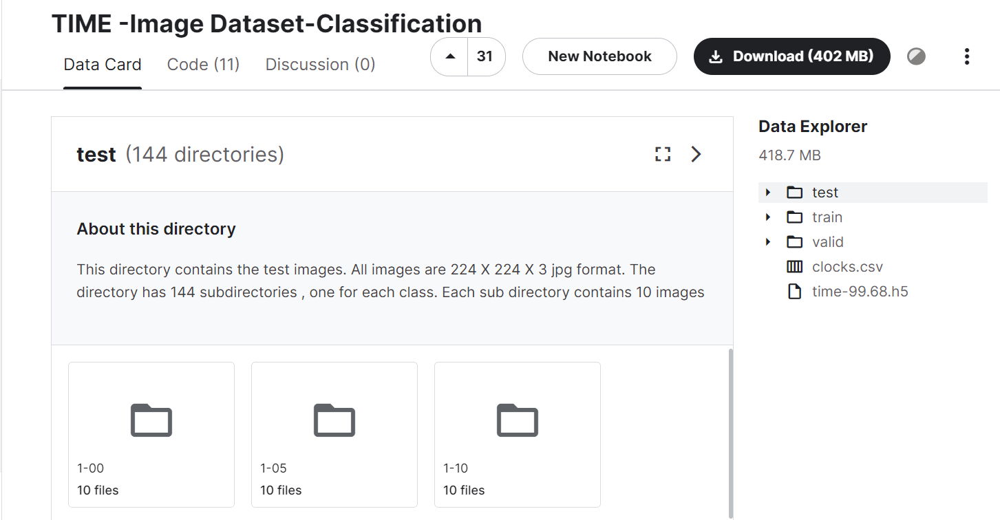 TIME -Image Dataset-Classification
Data Card
Code (11)
Discussion (0)
31
New Notebook
Download (402 MB)
test (144 directories)
About this directory
This directory contains the test images. All images are 224 X 224 X 3 jpg format. The
directory has 144 subdirectories , one for each class. Each sub directory contains 10 images
1-00
10 files
1-05
10 files
1-10
10 files
Data Explorer
418.7 MB
test
train
valid
clocks.csv
time-99.68.h5